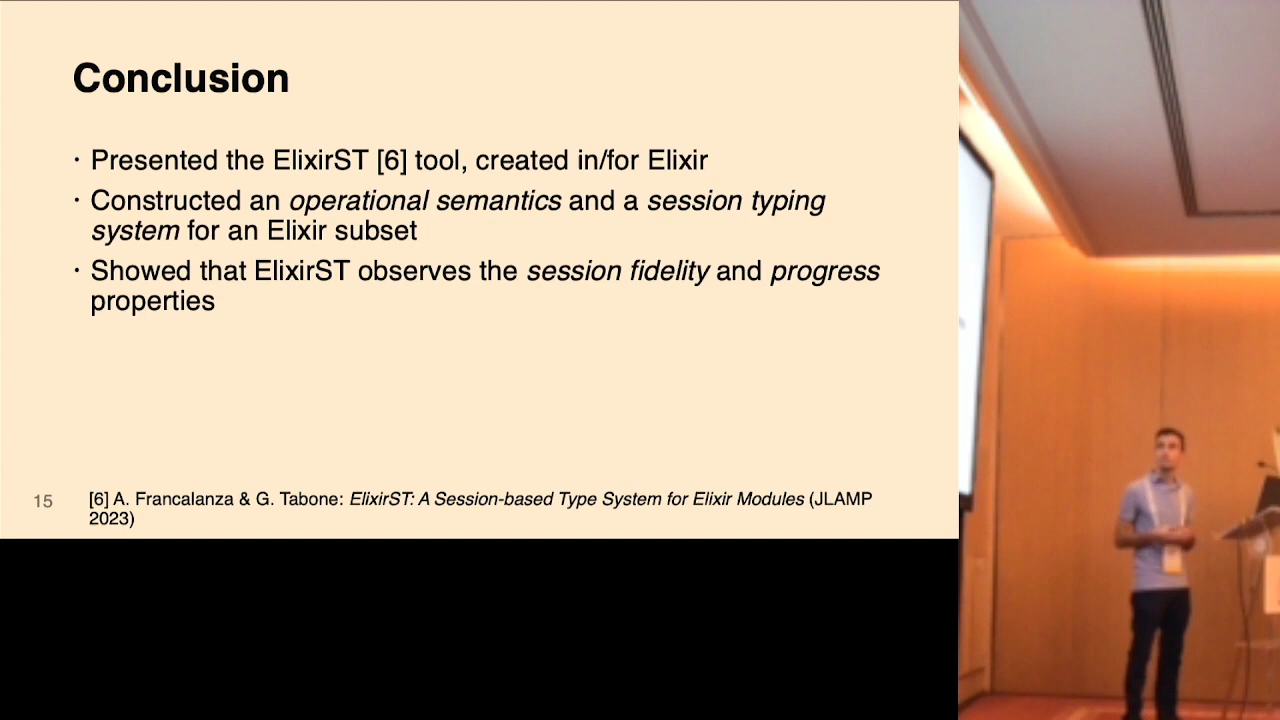 Conclusion
· Presented the ElixirST [6] tool, created in/for Elixir
· Constructed an operational semantics and a session typing
system for an Elixir subset
· Showed that ElixirST observes the session fidelity and progress
properties
15
[6] A. Francalanza & G. Tabone: ElixirST: A Session-based Type System for Elixir Modules (JLAMP
2023)